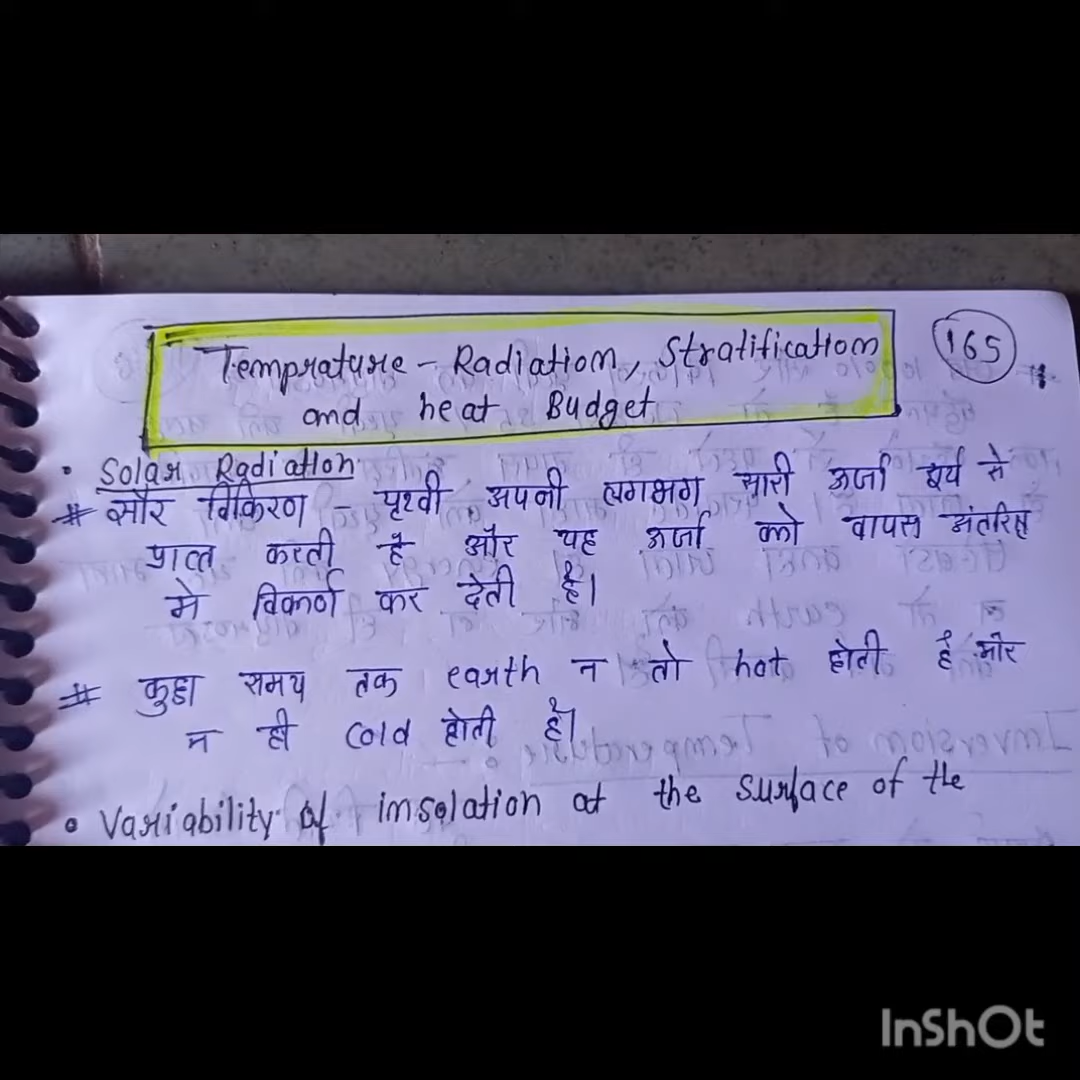 Temprature - Radiation, Stratification
and heat Budget
165
• Solar Radiation
# सौर विकिरण - पृथ्वी अपनी लगभग सारी ऊर्जा सूर्य से
प्राप्त करती है और यह ऊर्जा को वापस अंतरिक्ष
मे विकर्ण कर देती है।
# कुछ समय तक earth न तो hot होती है और
न ही cold होती है।
• Variability of insolation at the surface of the
InShOt